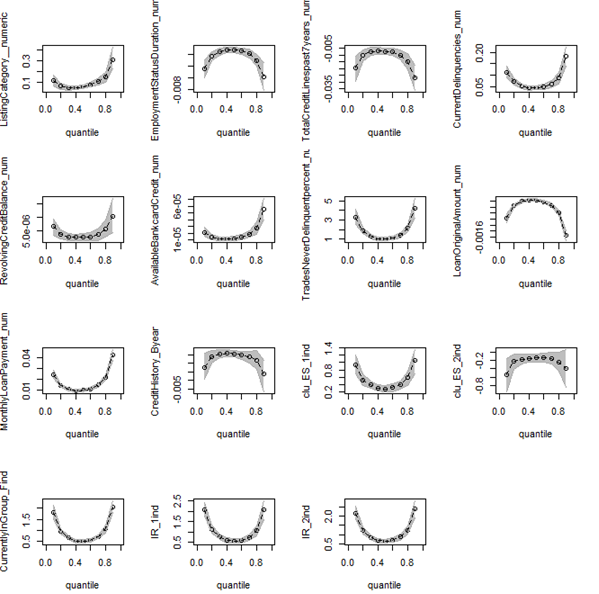 ListingCategory__numeric
0.1 0.3
0.0 0.4 0.8
quantile
EmploymentStatusDuration_num
-0.008
0.0 0.4 0.8
quantile
TotalCreditLinespast7years_num
-0.035 -0.005
0.0 0.4 0.8
quantile
CurrentDelinquencies_num
0.05 0.20
0.0 0.4 0.8
quantile
RevolvingCreditBalance_num
5.0e-06
0.0 0.4 0.8
quantile
AvailableBankcardCredit_num
1e-05 6e-05
0.0 0.4 0.8
quantile
TradesNeverDelinquentpercent_nu
1 3 5
0.0 0.4 0.8
quantile
LoanOriginalAmount_num
-0.0016
0.0 0.4 0.8
quantile
MonthlyLoanPayment_num
0.01 0.04
0.0 0.4 0.8
quantile
CreditHistory_Byear
-0.005
0.0 0.4 0.8
quantile
clu_ES_1ind
0.2 0.6 1.0 1.4
0.0 0.4 0.8
quantile
clu_ES_2ind
-0.8 -0.2
0.0 0.4 0.8
quantile
CurrentlyInGroup_Find
0.5 1.5
0.0 0.4 0.8
quantile
IR_1ind
0.5 1.5 2.5
0.0 0.4 0.8
quantile
IR_2ind
0.5 2.0
0.0 0.4 0.8
quantile